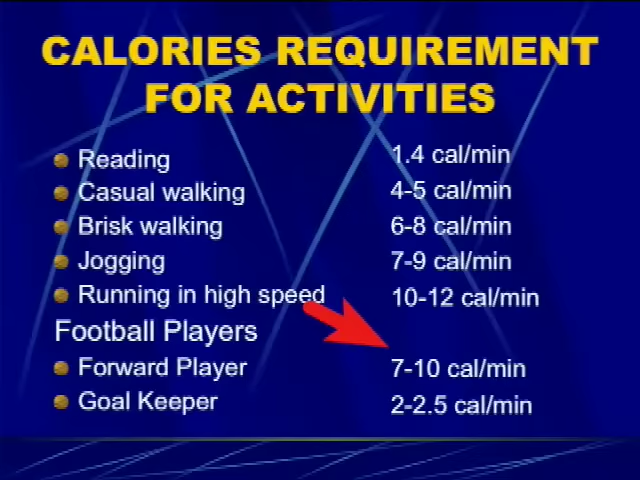 CALORIES REQUIREMENT
FOR ACTIVITIES
Reading 1.4 cal/min
Casual walking 4-5 cal/min
Brisk walking 6-8 cal/min
Jogging 7-9 cal/min
Running in high speed 10-12 cal/min
Football Players
Forward Player 7-10 cal/min
Goal Keeper 2-2.5 cal/min